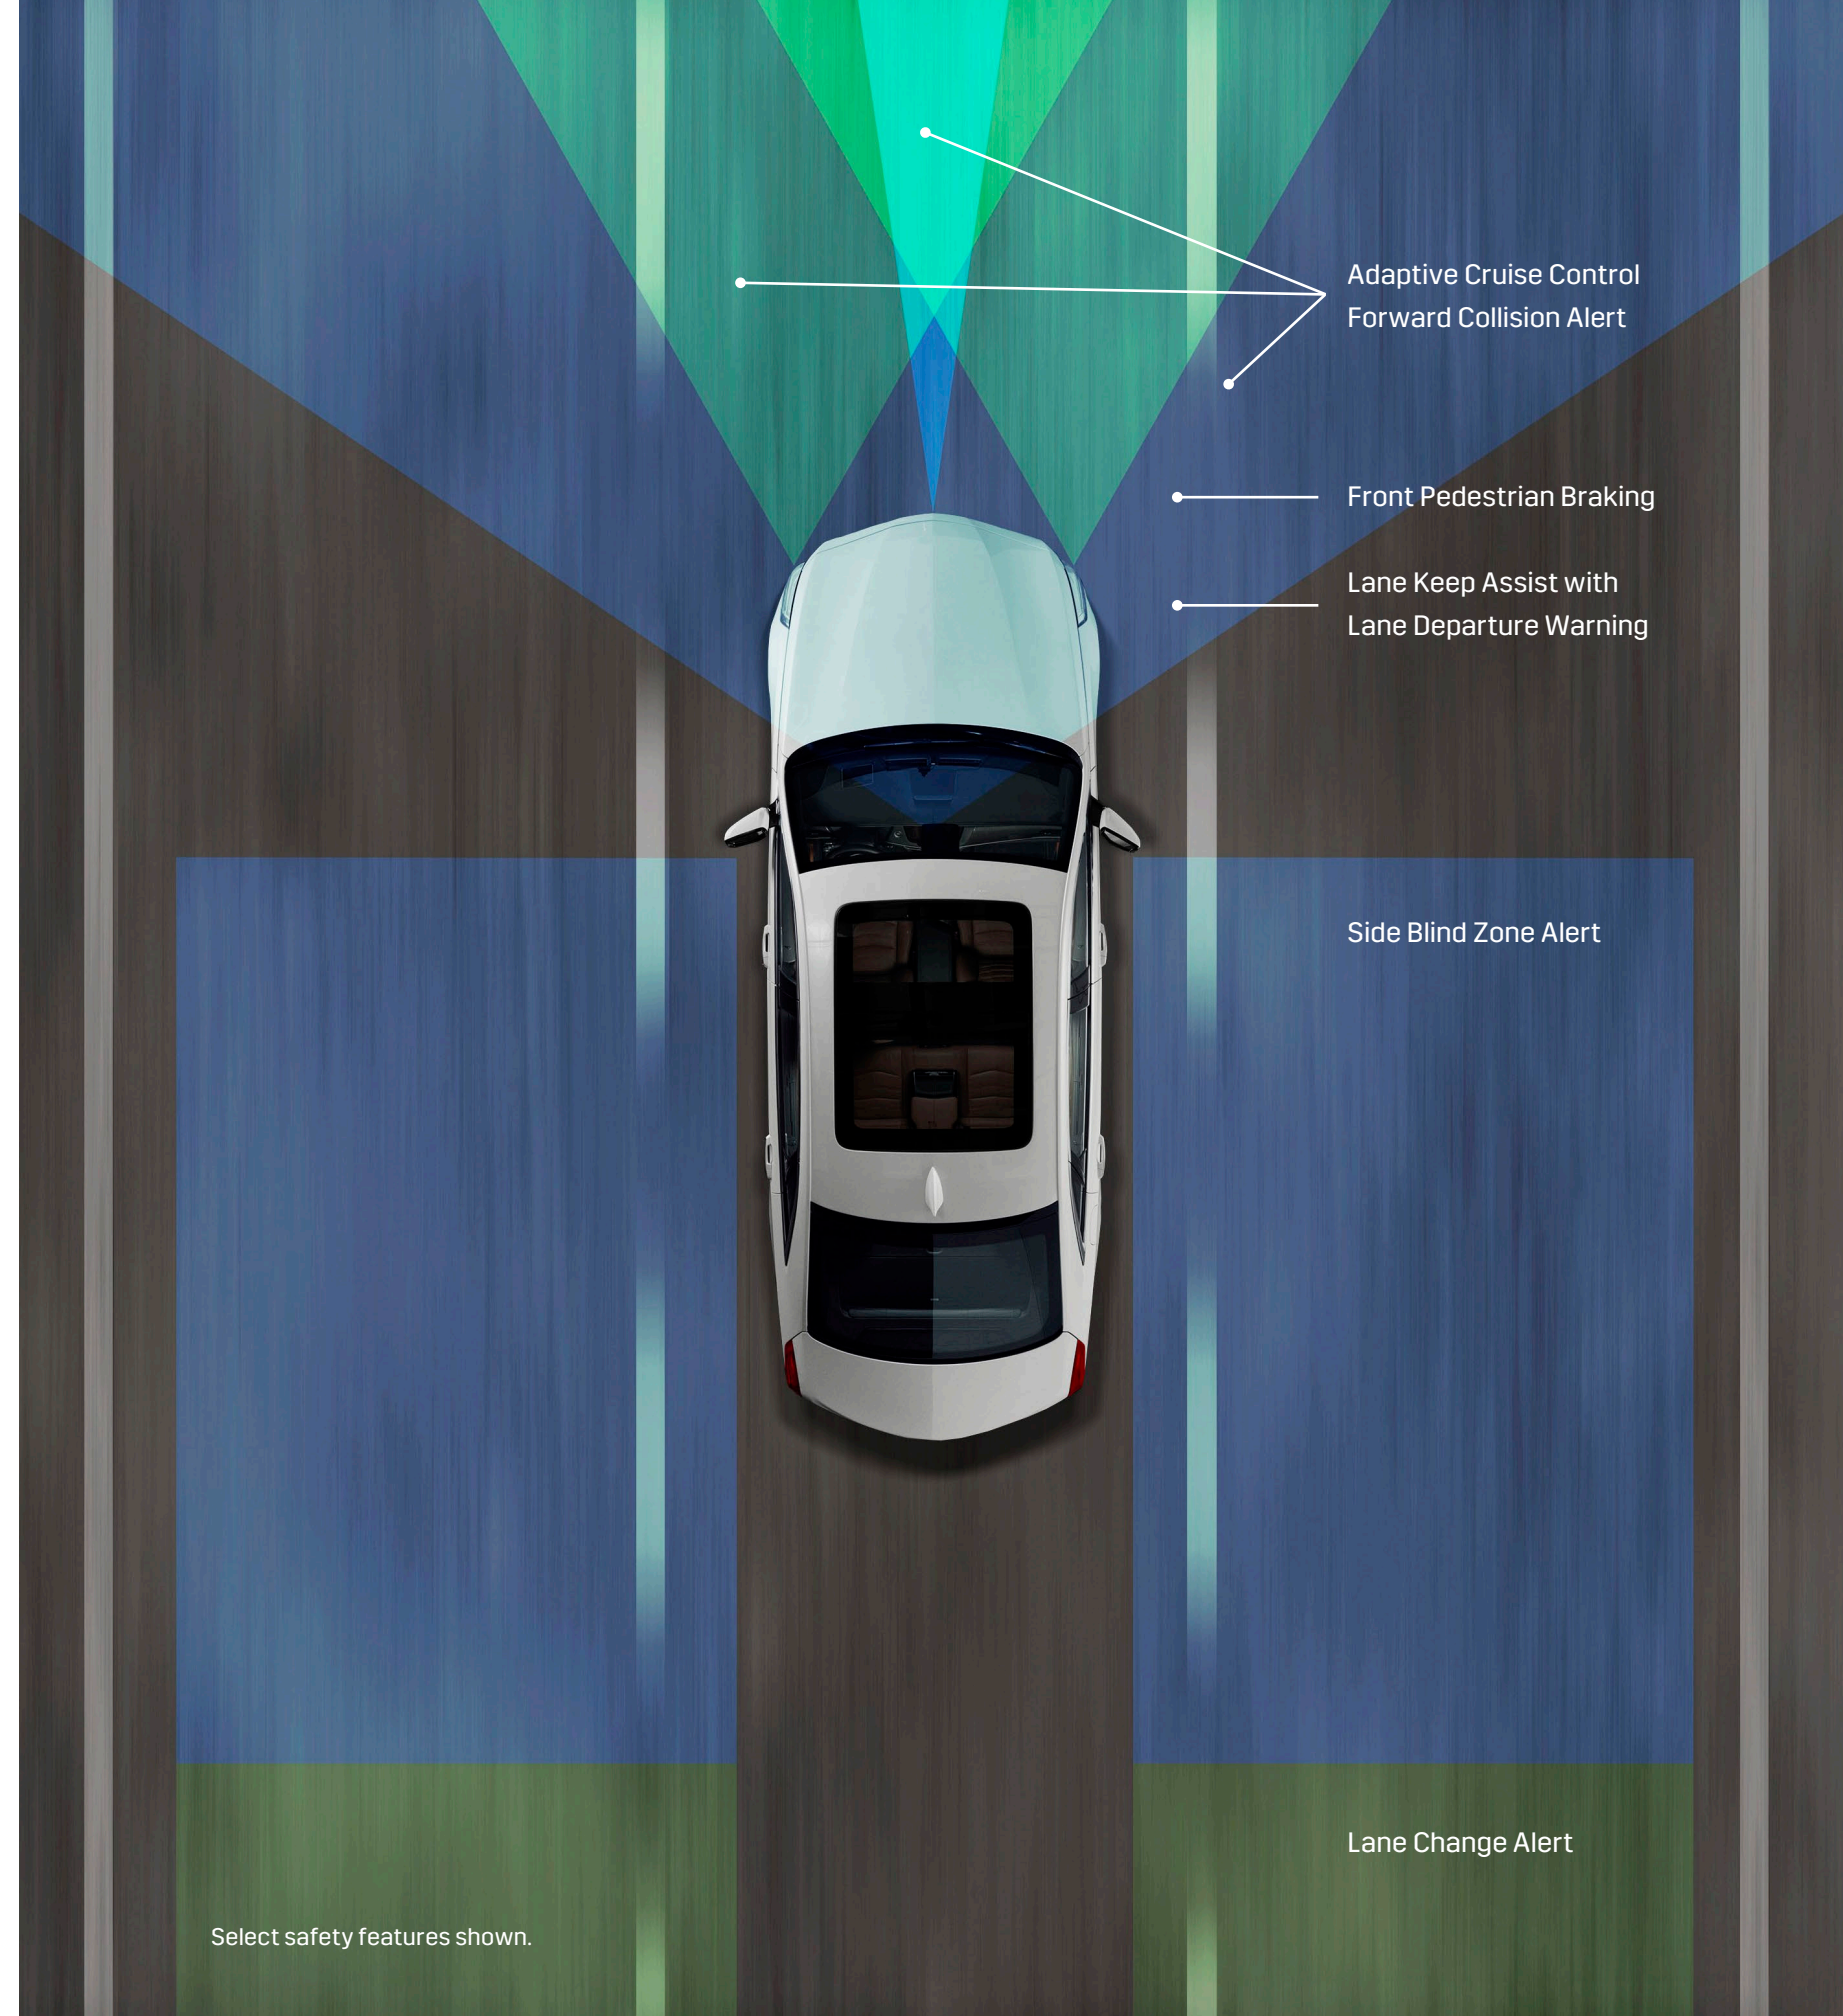 Adaptive Cruise Control
Forward Collision Alert
Front Pedestrian Braking
Lane Keep Assist with
Lane Departure Warning
Side Blind Zone Alert
Lane Change Alert
Select safety features shown.